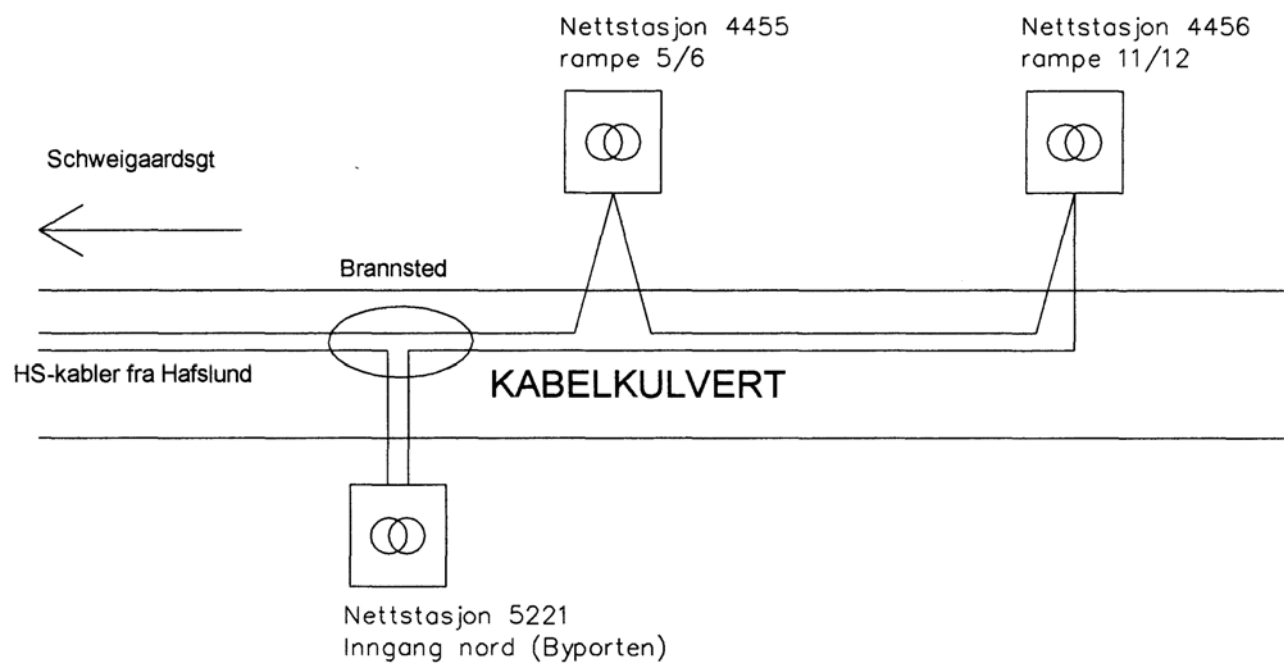 Nettstasjon 4455
rampe 5/6
Nettstasjon 4456
rampe 11/12
Schweigaardsgt
Brannsted
HS-kabler fra Hafslund
KABELKULVERT
Nettstasjon 5221
Inngang nord (Byporten)